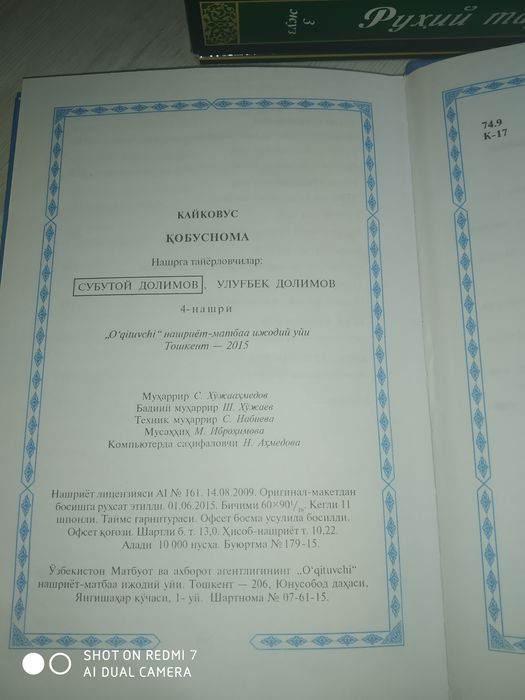 3
жуз
Руҳий та
74.9
К-17
КАЙКОВУС
ҚОБУСНОМА
Нашрга тайёрловчилар:
СУБУТОЙ ДОЛИМОВ, УЛУҒБЕК ДОЛИМОВ
4-нашри
„O‘qituvchi“ нашриёт-матбаа ижодий уйи
Тошкент — 2015
Муҳаррир С. Хўжааҳмедов
Бадиий муҳаррир Ш. Хўжаев
Техник муҳаррир С. Набиева
Мусаҳҳиҳ М. Иброҳимова
Компьютерда саҳифаловчи Н. Аҳмедова
Нашриёт лицензияси AI № 161. 14.08.2009. Оригинал-макетдан
босишга рухсат этилди. 01.06.2015. Бичими 60×90¹/₁₆. Кегли 11
шпонли. Таймс гарнитураси. Офсет босма усулида босилди.
Офсет қоғози. Шартли б. т. 13,0. Ҳисоб-нашриёт т. 10,22.
Адади 10 000 нусха. Буюртма № 179-15.
Ўзбекистон Матбуот ва ахборот агентлигининг „O‘qituvchi“
нашриёт-матбаа ижодий уйи. Тошкент — 206, Юнусобод даҳаси,
Янгишаҳар кўчаси, 1- уй. Шартнома № 07-61-15.
SHOT ON REDMI 7
AI DUAL CAMERA